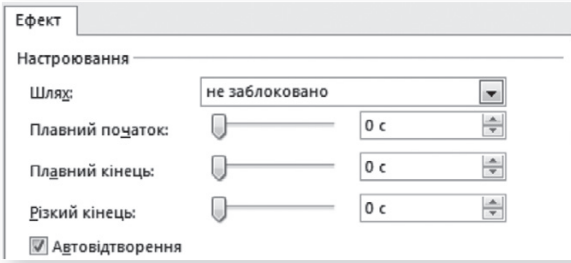 Ефект
Настроювання
Шлях: не заблоковано
Плавний початок: 0 с
Плавний кінець: 0 с
Різкий кінець: 0 с
Автовідтворення